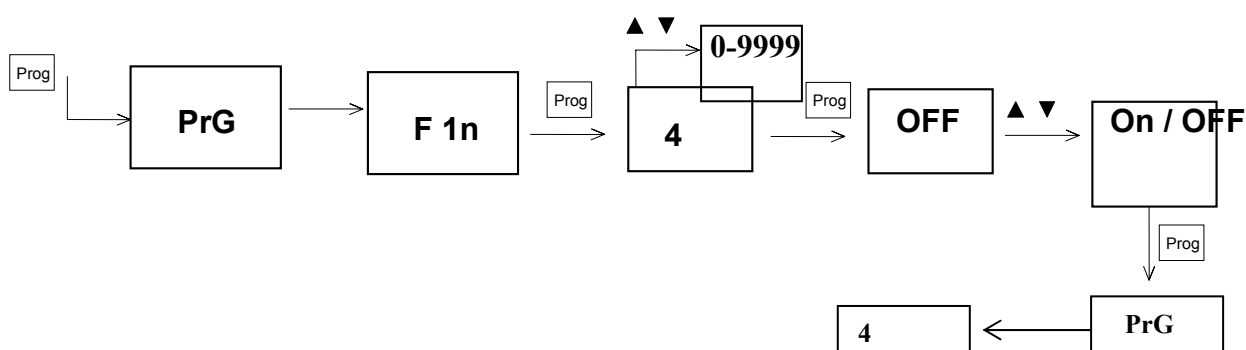 ▲ ▼
0-9999
Prog
PrG
F 1n
Prog
4
Prog
OFF
▲ ▼
On / OFF
Prog
4
PrG